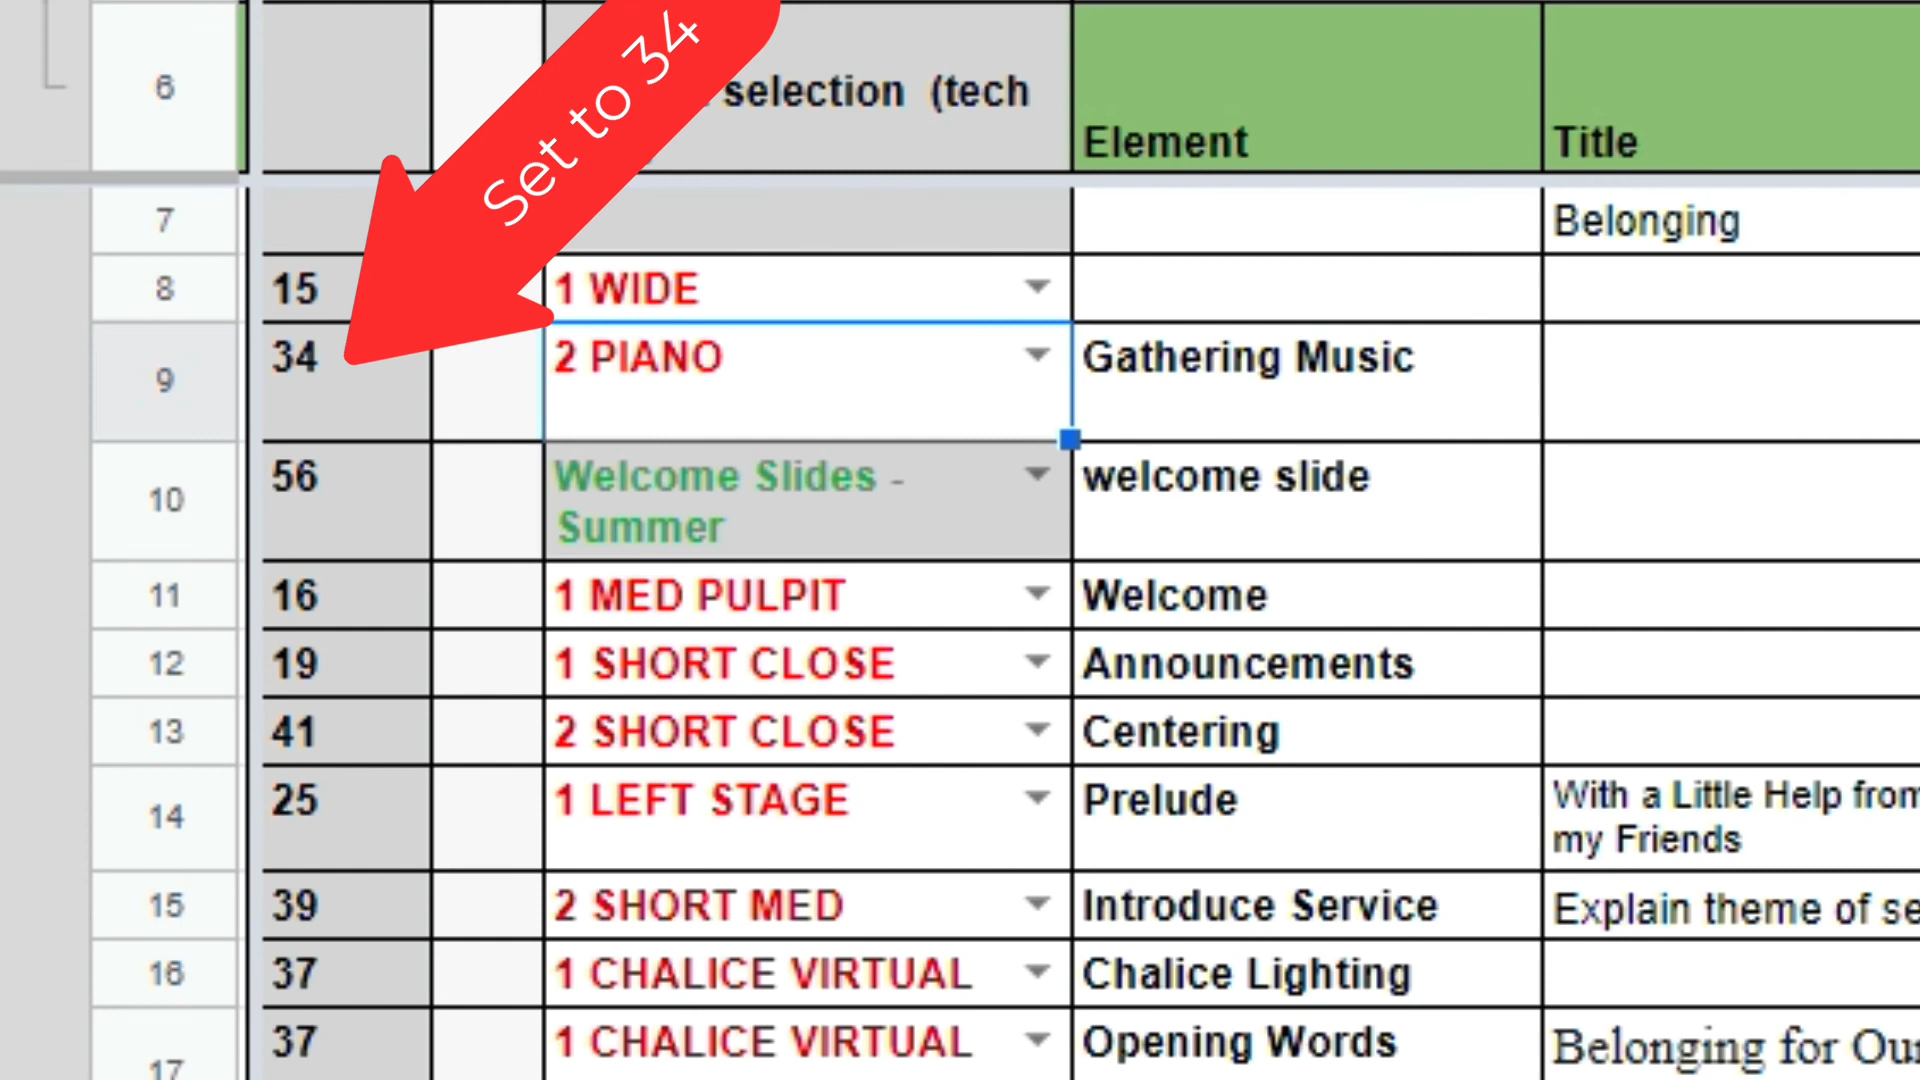 Set to 34
6 selection (tech Element Title
7 Belonging
8 15 1 WIDE
9 34 2 PIANO Gathering Music
10 56 Welcome Slides - welcome slide
Summer
11 16 1 MED PULPIT Welcome
12 19 1 SHORT CLOSE Announcements
13 41 2 SHORT CLOSE Centering
14 25 1 LEFT STAGE Prelude With a Little Help from
my Friends
15 39 2 SHORT MED Introduce Service Explain theme of se
16 37 1 CHALICE VIRTUAL Chalice Lighting
17 37 1 CHALICE VIRTUAL Opening Words Belonging for Our